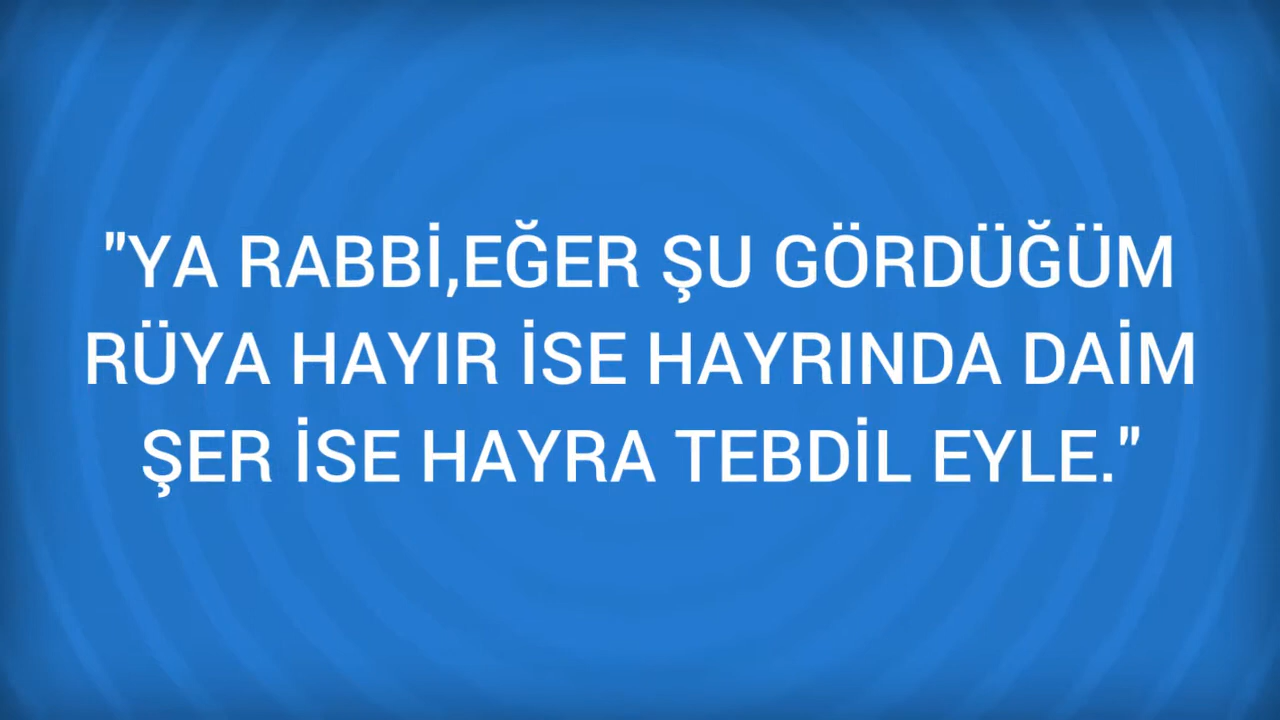 "YA RABBİ,EĞER ŞU GÖRDÜĞÜM
RÜYA HAYIR İSE HAYRINDA DAİM
ŞER İSE HAYRA TEBDİL EYLE."